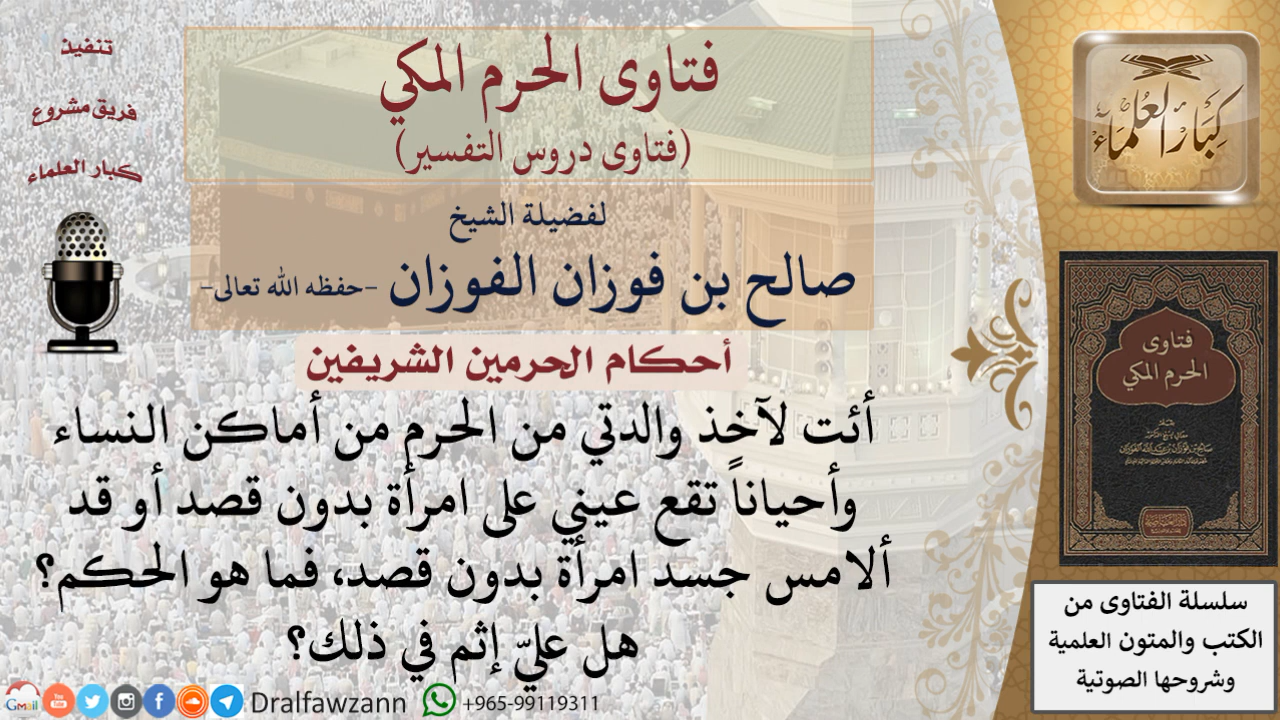 تنفيذ
فريق مشروع
كبار العلماء
فتاوى الحرم المكي
(فتاوى دروس التفسير)
لفضيلة الشيخ
صالح بن فوزان الفوزان -حفظه الله تعالى-
أحكام الحرمين الشريفين
أئت لآخذ والدتي من الحرم من أماكن النساء
وأحياناً تقع عيني على امرأة بدون قصد أو قد
ألامس جسد امرأة بدون قصد، فما هو الحكم؟
هل عليّ إثم في ذلك؟
كبار العلماء
فتاوى
الحرم المكي
سلسلة الفتاوى من
الكتب والمتون العلمية
وشروحها الصوتية
Gmail
You Tube
Dralfawzann
+965-99119311